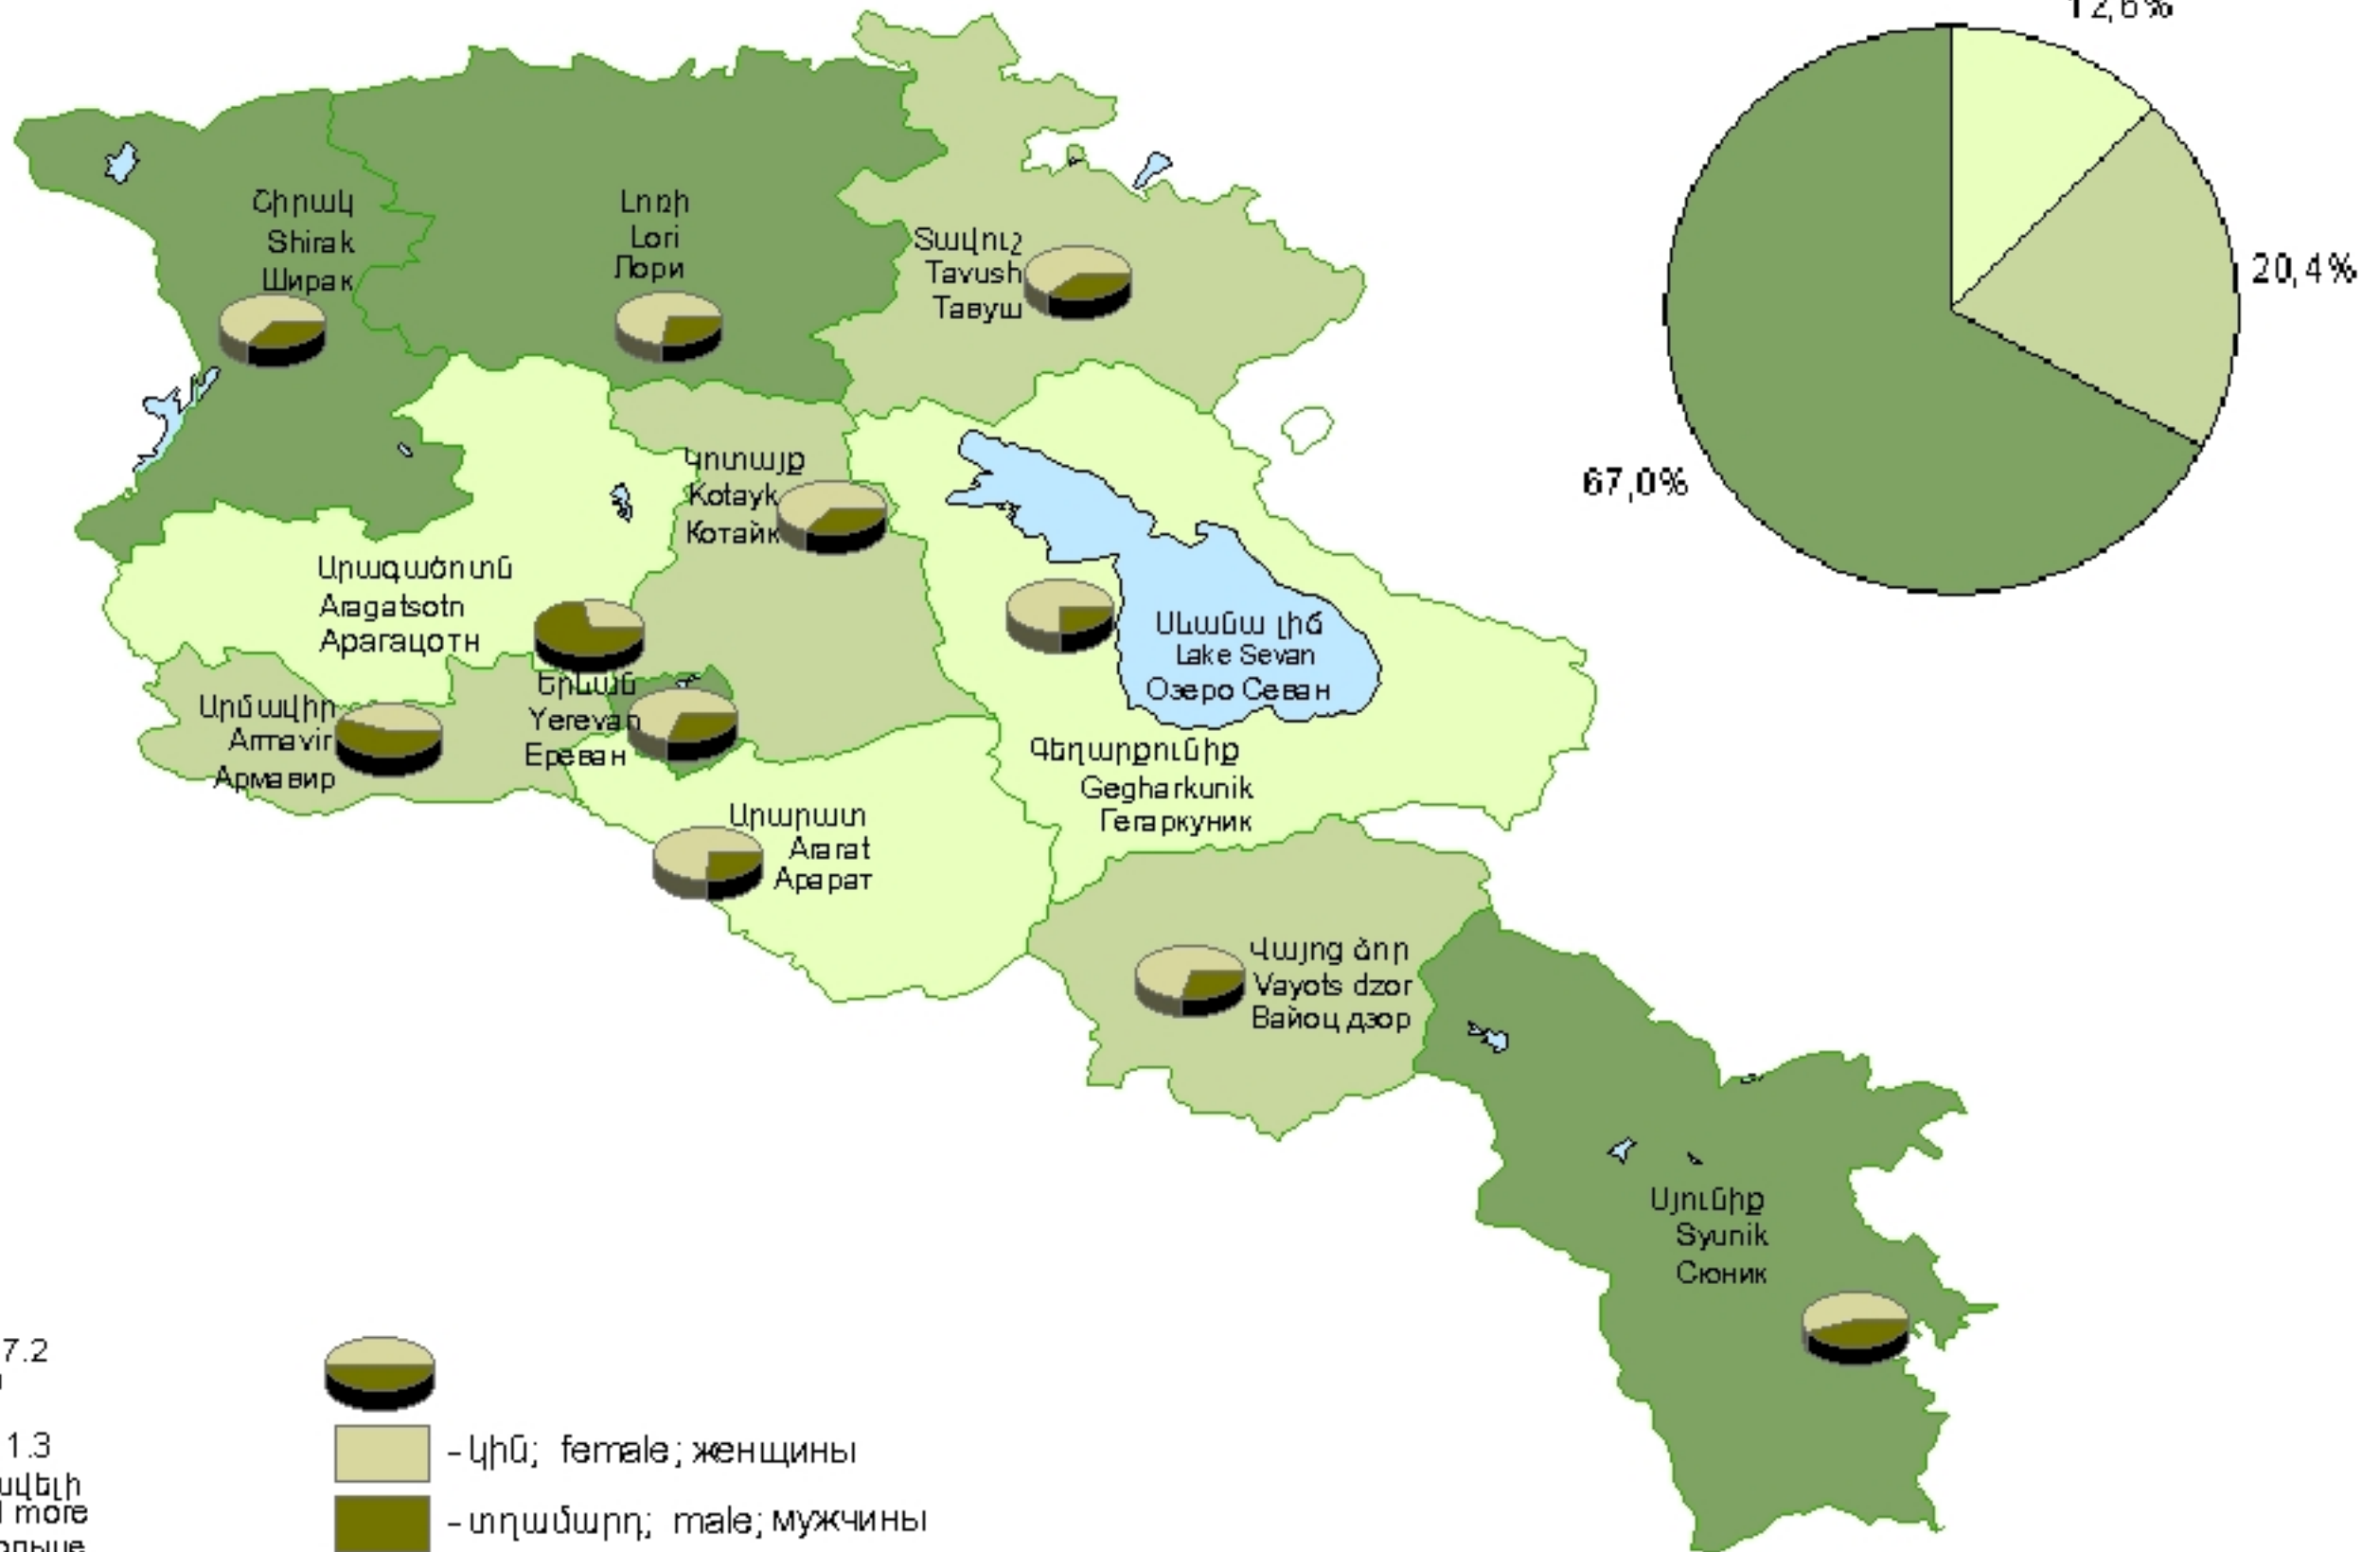 12,6%
20,4%
67,0%
Շիրակ
Shirak
Ширак
Լոռի
Lori
Лори
Տավուշ
Tavush
Тавуш
Կոտայք
Kotayk
Котайк
Արագածոտն
Aragatsotn
Арагацотн
Սևանա լիճ
Lake Sevan
Озеро Севан
Երևան
Yerevan
Ереван
Արմավիր
Armavir
Армавир
Գեղարքունիք
Gegharkunik
Гегаркуник
Արարատ
Ararat
Арарат
Վայոց ձոր
Vayots dzor
Вайоц дзор
Սյունիք
Syunik
Сюник
7.2
1.3
more
- կին; female; женщины
- տղամարդ; male; мужчины